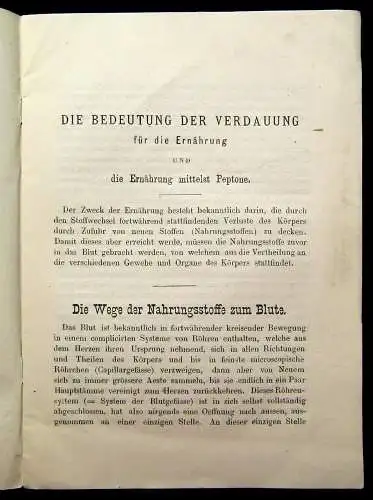 DIE BEDEUTUNG DER VERDAUUNG
für die Ernährung
UND
die Ernährung mittelst Peptone.
Der Zweck der Ernährung besteht bekanntlich darin, die durch
den Stoffwechsel fortwährend stattfindenden Verluste des Körpers
durch Zufuhr von neuen Stoffen (Nahrungsstoffen) zu decken.
Damit dieses aber erreicht werde, müssen die Nahrungsstoffe zuvor
in das Blut gebracht werden, von welchem aus die Vertheilung an
die verschiedenen Gewebe und Organe des Körpers stattfindet.
Die Wege der Nahrungsstoffe zum Blute.
Das Blut ist bekanntlich in fortwährender kreisender Bewegung
in einem complicirten Systeme von Röhren enthalten, welche aus
dem Herzen ihren Ursprung nehmend, sich in allen Richtungen
und Theilen des Körpers und bis in feinste microscopische
Röhrchen (Capillargefässe) verzweigen, dann aber von Neuem
sich zu immer grössere Aeste sammeln, bis sie endlich in ein Paar
Hauptstämme vereinigt zum Herzen zurückkehren. Dieses Röhren-
system (= System der Blutgefässe) ist in sich selbst vollständig
abgeschlossen, hat also nirgends eine Oeffnung nach aussen, aus-
genommen an einer einzigen Stelle. An dieser einzigen Stelle